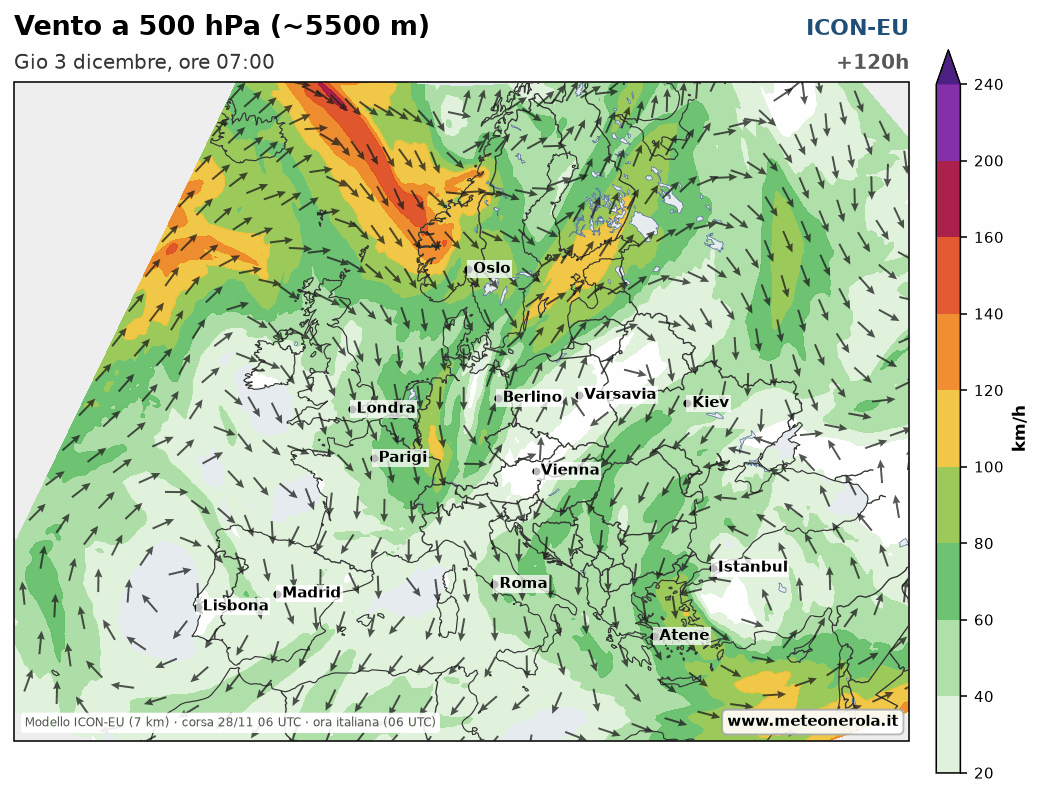 Vento a 500 hPa (~5500 m)
ICON-EU
Gio 3 dicembre, ore 07:00
+120h
240
200
160
140
120
100
80
60
40
20
km/h
Oslo
Londra
Berlino
Varsavia
Kiev
Parigi
Vienna
Istanbul
Roma
Madrid
Lisbona
Atene
Modello ICON-EU (7 km) · corsa 28/11 06 UTC · ora italiana (06 UTC)
www.meteonerola.it